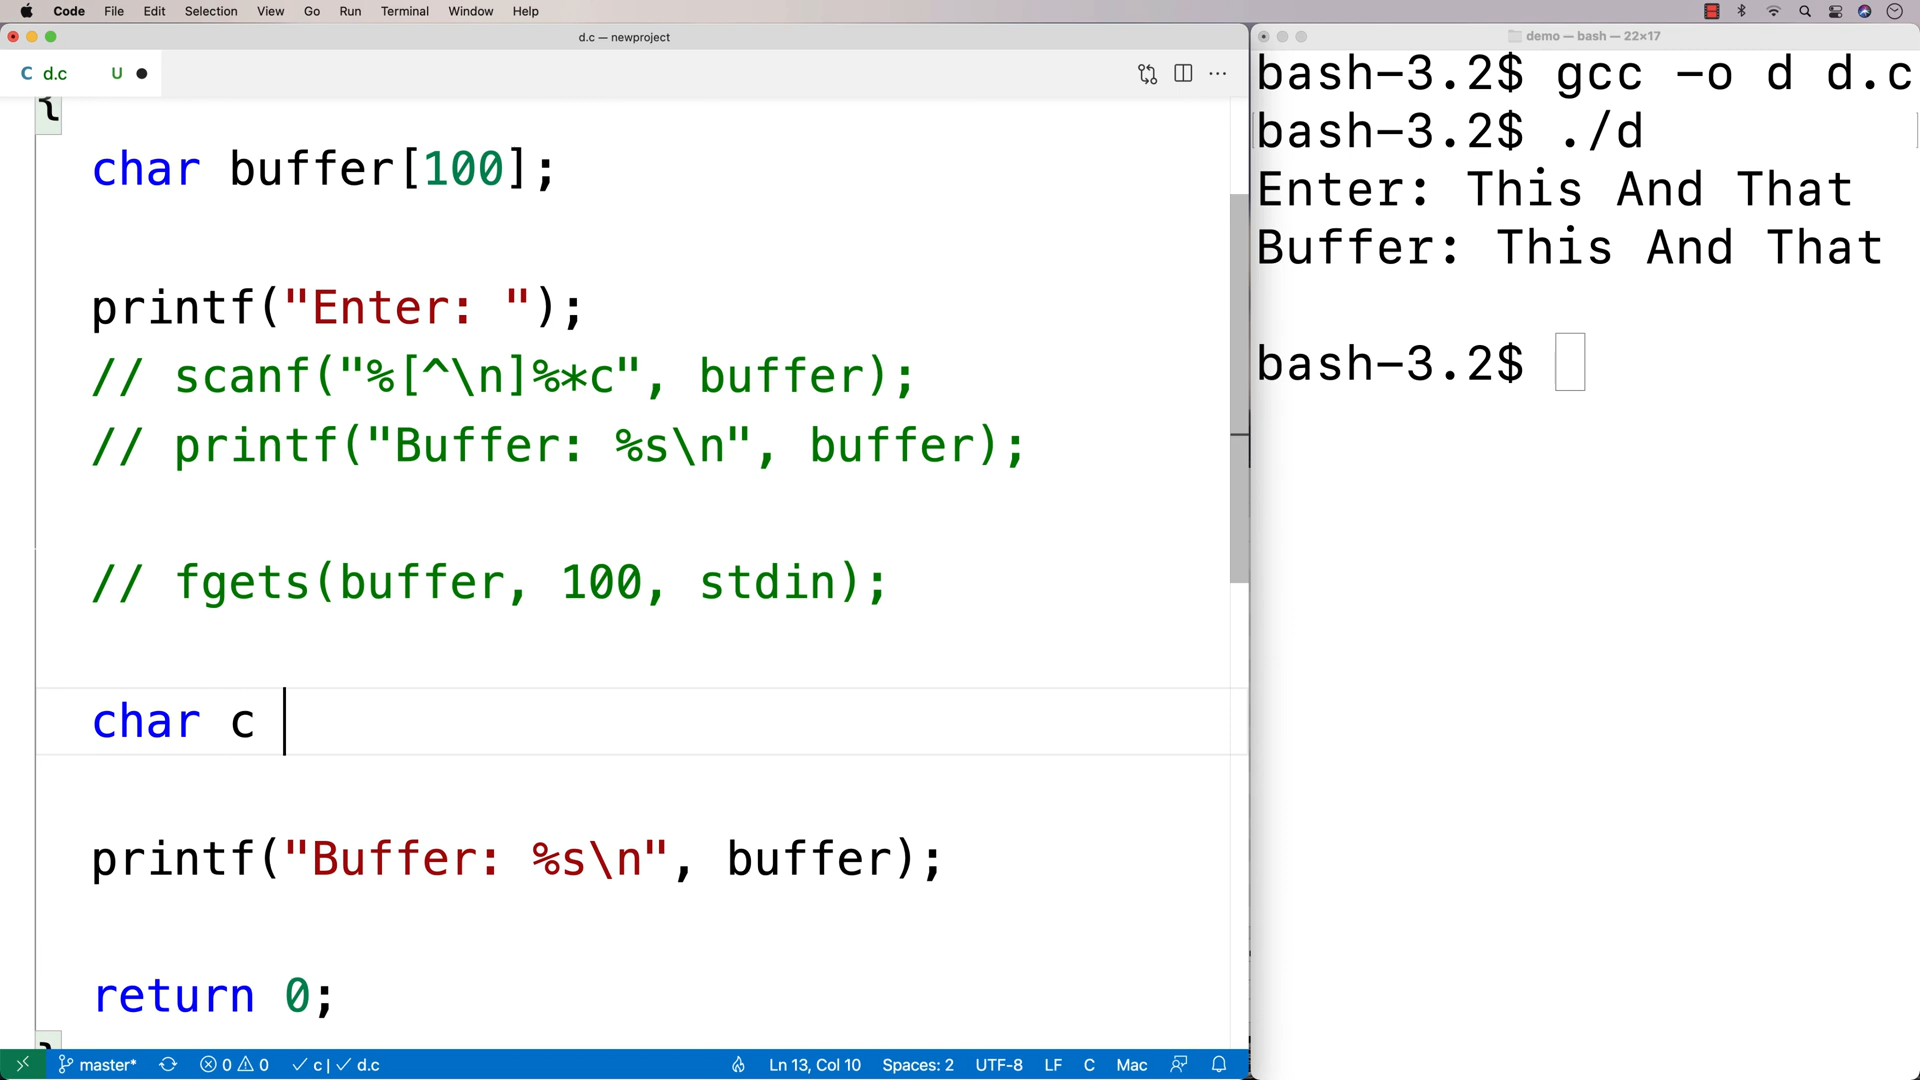 Code File Edit Selection View Go Run Terminal Window Help
d.c — newproject
C d.c U
{
char buffer[100];
printf("Enter: ");
// scanf("%[^\n]%*c", buffer);
// printf("Buffer: %s\n", buffer);
// fgets(buffer, 100, stdin);
char c
printf("Buffer: %s\n", buffer);
return 0;
}
master* 0 0 c | d.c Ln 13, Col 10 Spaces: 2 UTF-8 LF C Mac
demo — bash — 22×17
bash-3.2$ gcc -o d d.c
bash-3.2$ ./d
Enter: This And That
Buffer: This And That
bash-3.2$